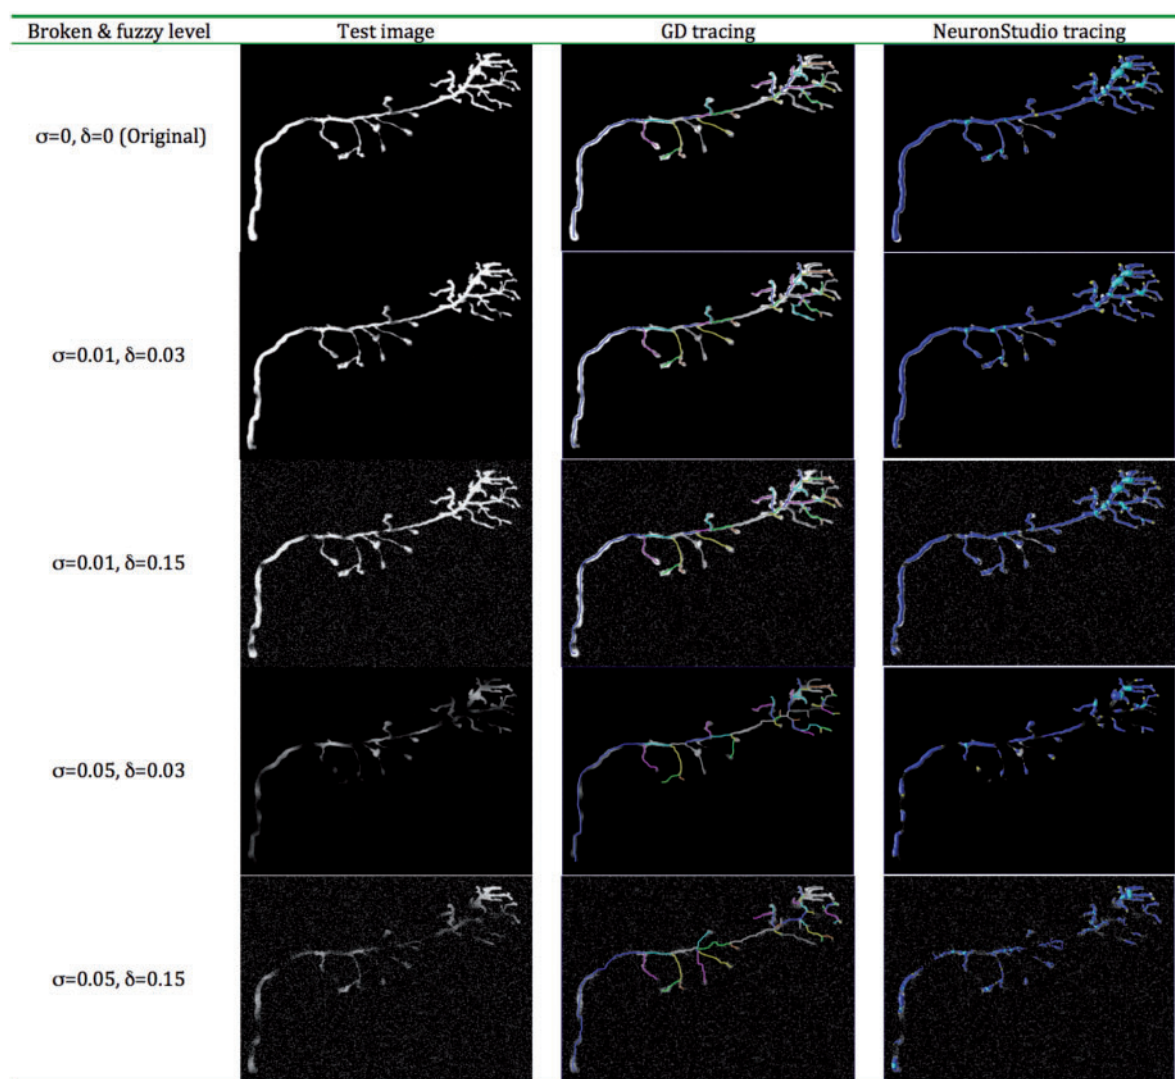 Broken & fuzzy level Test image GD tracing NeuronStudio tracing
σ=0, δ=0 (Original)
σ=0.01, δ=0.03
σ=0.01, δ=0.15
σ=0.05, δ=0.03
σ=0.05, δ=0.15